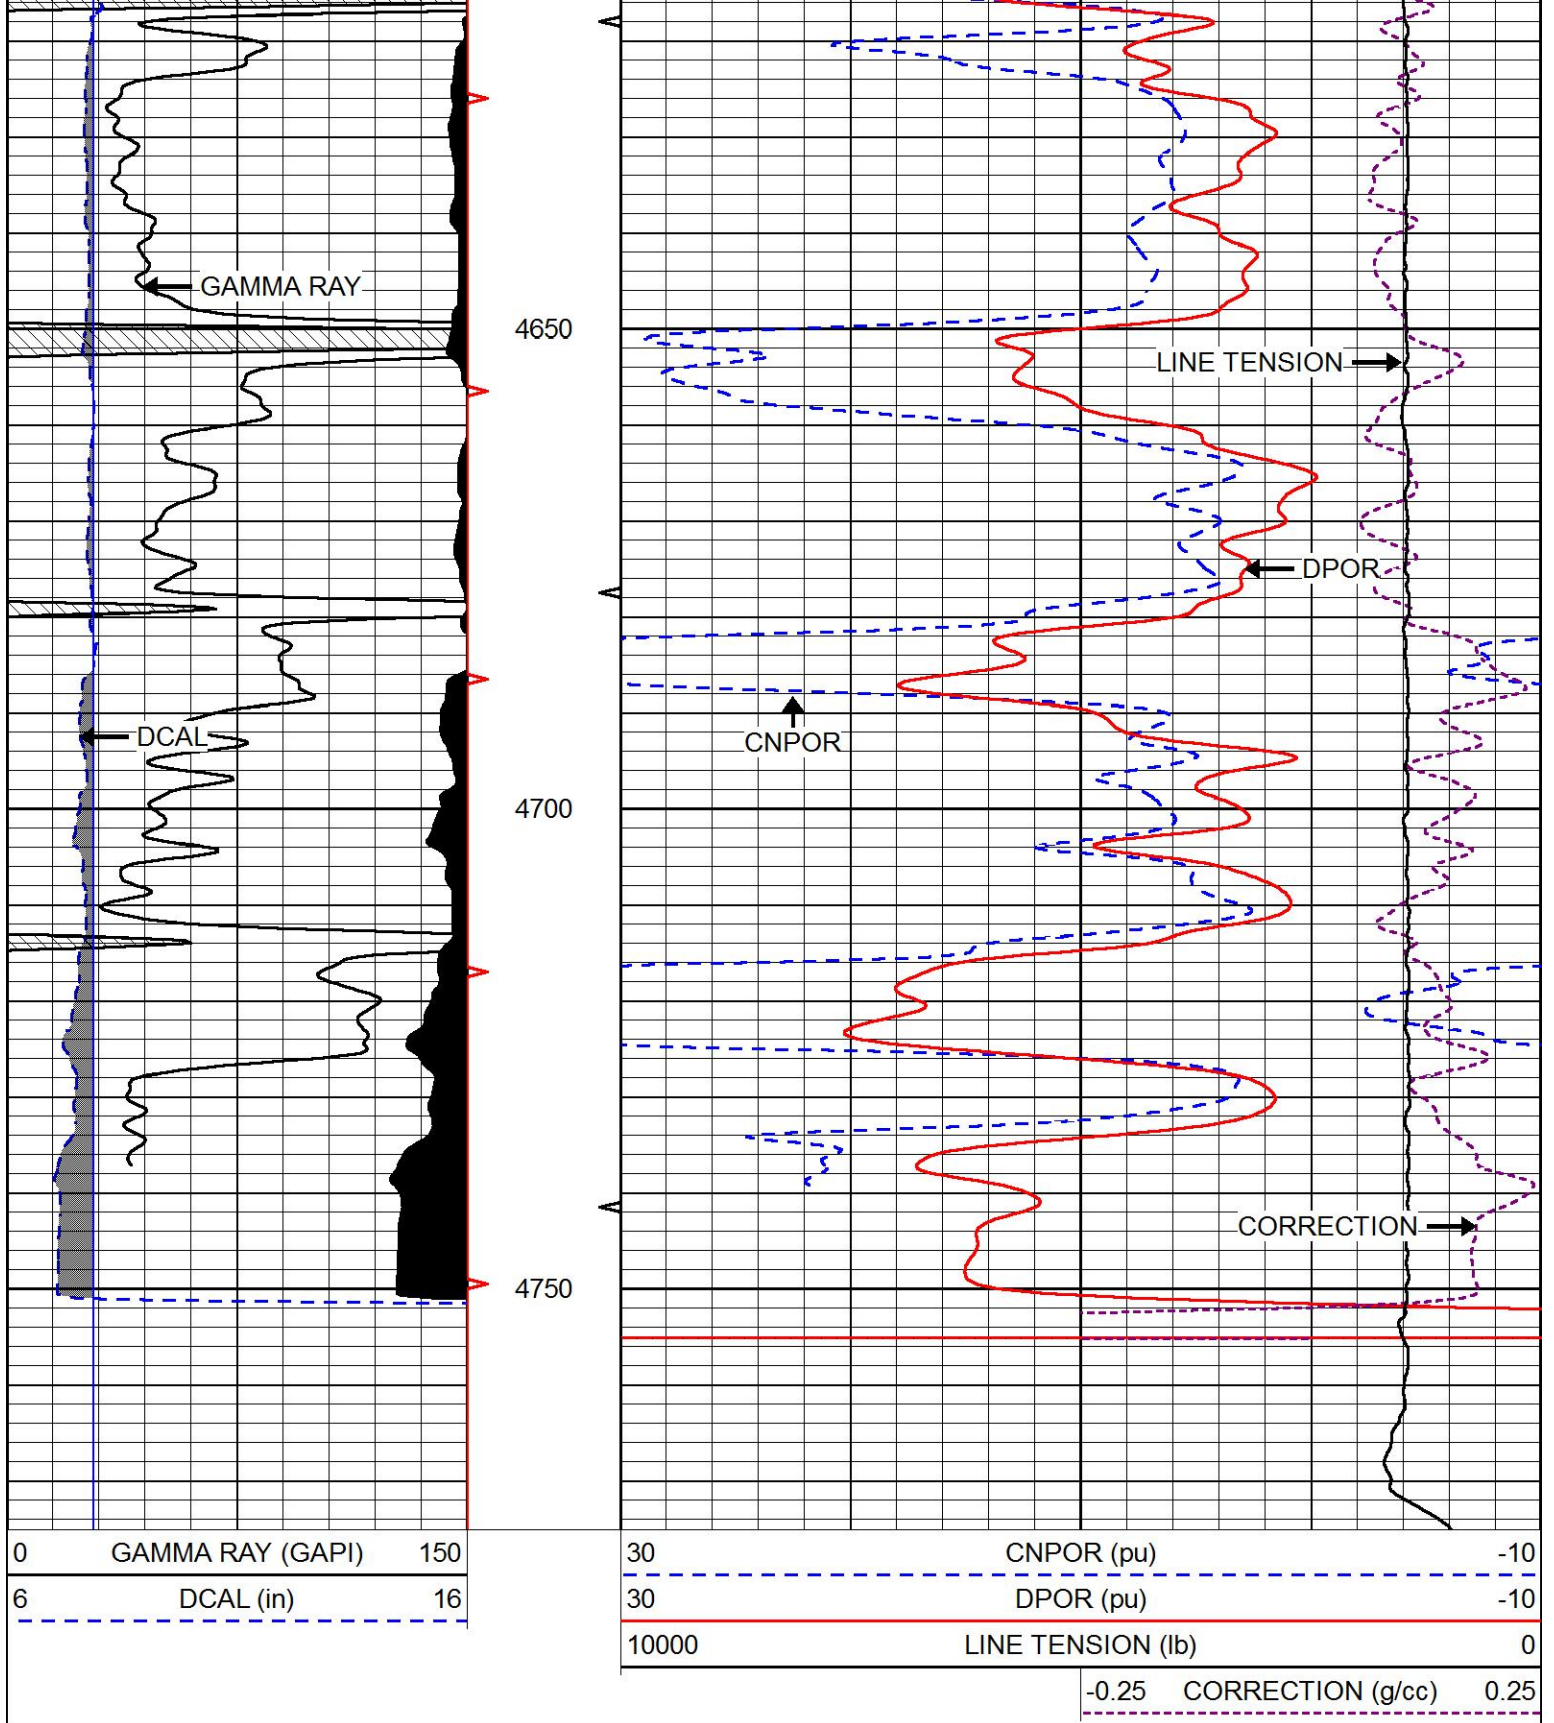 GAMMA RAY
4650
LINE TENSION
DPOR
DCAL
CNPOR
4700
CORRECTION
4750
0 GAMMA RAY (GAPI) 150
6 DCAL (in) 16
30 CNPOR (pu) -10
30 DPOR (pu) -10
10000 LINE TENSION (lb) 0
-0.25 CORRECTION (g/cc) 0.25